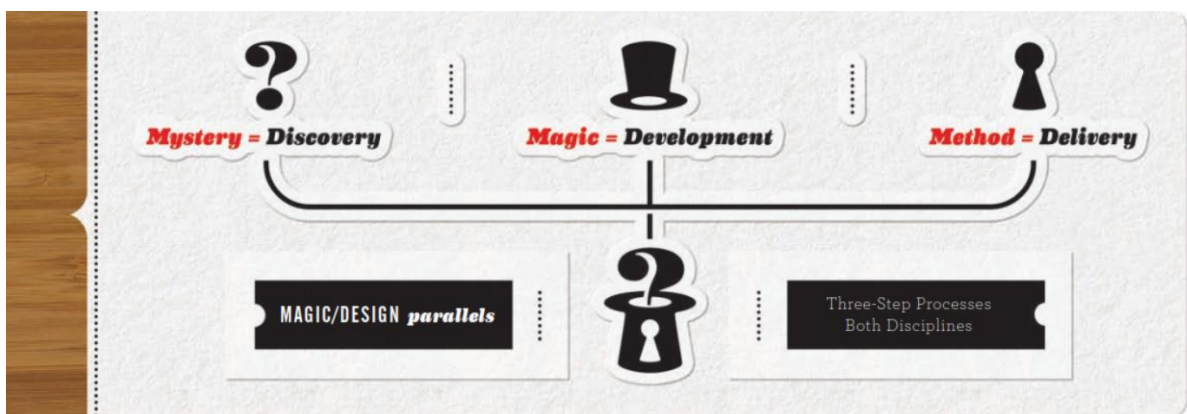 Mystery = Discovery
Magic = Development
Method = Delivery
MAGIC/DESIGN parallels
Three-Step Processes
Both Disciplines